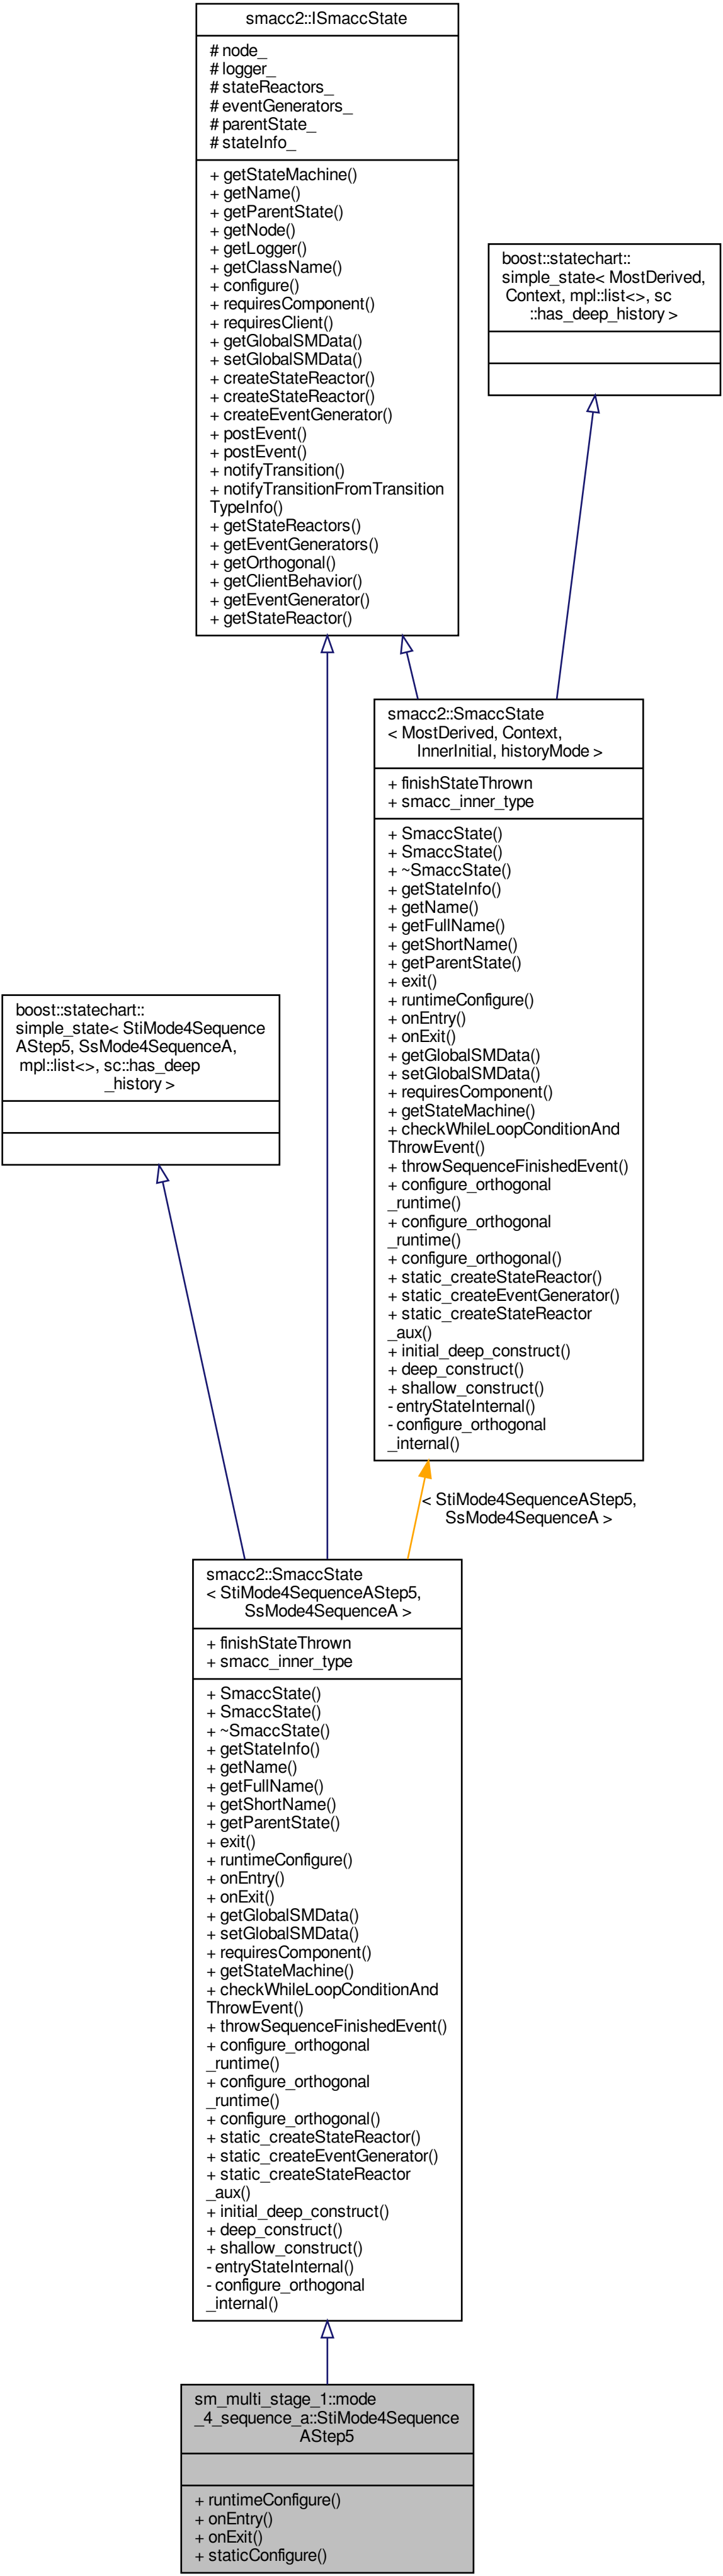 smacc2::ISmaccState
# node_
# logger_
# stateReactors_
# eventGenerators_
# parentState_
# stateInfo_
+ getStateMachine()
+ getName()
+ getParentState()
+ getNode()
+ getLogger()
+ getClassName()
+ configure()
+ requiresComponent()
+ requiresClient()
+ getGlobalSMData()
+ setGlobalSMData()
+ createStateReactor()
+ createStateReactor()
+ createEventGenerator()
+ postEvent()
+ postEvent()
+ notifyTransition()
+ notifyTransitionFromTransition
TypeInfo()
+ getStateReactors()
+ getEventGenerators()
+ getOrthogonal()
+ getClientBehavior()
+ getEventGenerator()
+ getStateReactor()
boost::statechart::
simple_state< MostDerived,
Context, mpl::list<>, sc
::has_deep_history >
smacc2::SmaccState
< MostDerived, Context,
InnerInitial, historyMode >
+ finishStateThrown
+ smacc_inner_type
+ SmaccState()
+ SmaccState()
+ ~SmaccState()
+ getStateInfo()
+ getName()
+ getFullName()
+ getShortName()
+ getParentState()
+ exit()
+ runtimeConfigure()
+ onEntry()
+ onExit()
+ getGlobalSMData()
+ setGlobalSMData()
+ requiresComponent()
+ getStateMachine()
+ checkWhileLoopConditionAnd
ThrowEvent()
+ throwSequenceFinishedEvent()
+ configure_orthogonal
_runtime()
+ configure_orthogonal
_runtime()
+ configure_orthogonal()
+ static_createStateReactor()
+ static_createEventGenerator()
+ static_createStateReactor
_aux()
+ initial_deep_construct()
+ deep_construct()
+ shallow_construct()
- entryStateInternal()
- configure_orthogonal
_internal()
boost::statechart::
simple_state< StiMode4Sequence
AStep5, SsMode4SequenceA,
mpl::list<>, sc::has_deep
_history >
< StiMode4SequenceAStep5,
SsMode4SequenceA >
smacc2::SmaccState
< StiMode4SequenceAStep5,
SsMode4SequenceA >
+ finishStateThrown
+ smacc_inner_type
+ SmaccState()
+ SmaccState()
+ ~SmaccState()
+ getStateInfo()
+ getName()
+ getFullName()
+ getShortName()
+ getParentState()
+ exit()
+ runtimeConfigure()
+ onEntry()
+ onExit()
+ getGlobalSMData()
+ setGlobalSMData()
+ requiresComponent()
+ getStateMachine()
+ checkWhileLoopConditionAnd
ThrowEvent()
+ throwSequenceFinishedEvent()
+ configure_orthogonal
_runtime()
+ configure_orthogonal
_runtime()
+ configure_orthogonal()
+ static_createStateReactor()
+ static_createEventGenerator()
+ static_createStateReactor
_aux()
+ initial_deep_construct()
+ deep_construct()
+ shallow_construct()
- entryStateInternal()
- configure_orthogonal
_internal()
sm_multi_stage_1::mode
_4_sequence_a::StiMode4Sequence
AStep5
+ runtimeConfigure()
+ onEntry()
+ onExit()
+ staticConfigure()